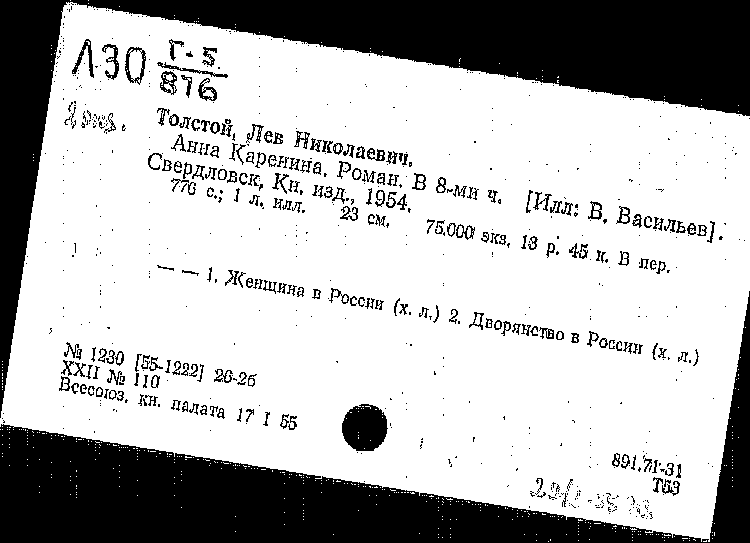 Л30 Г-5
876
2 экз.
Толстой, Лев Николаевич.
Анна Каренина. Роман. В 8-ми ч. [Илл: В. Васильев].
Свердловск, Кн. изд., 1954.
776 с.; 1 л. илл. 23 см. 75.000 экз. 13 р. 45 к. В пер.
— — 1. Женщина в России (х. л.) 2. Дворянство в России (х. л.)
№ 1230 [55-1222] 26-2б
XXII № 110
Всесоюз. кн. палата 17 I 55
891.71-31
Т53